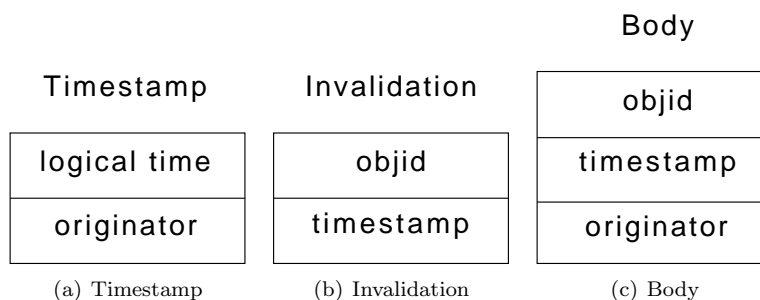 Timestamp
logical time
originator
(a) Timestamp
Invalidation
objid
timestamp
(b) Invalidation
Body
objid
timestamp
originator
(c) Body